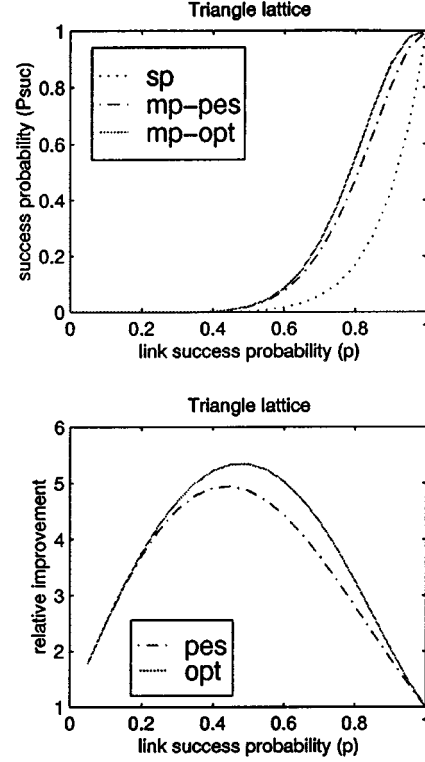 Triangle lattice
success probability (Psuc)
1
0.8
0.6
0.4
0.2
0
sp
mp-pes
mp-opt
0 0.2 0.4 0.6 0.8 1
link success probability (p)
Triangle lattice
relative improvement
6
5
4
3
2
1
pes
opt
0 0.2 0.4 0.6 0.8 1
link success probability (p)